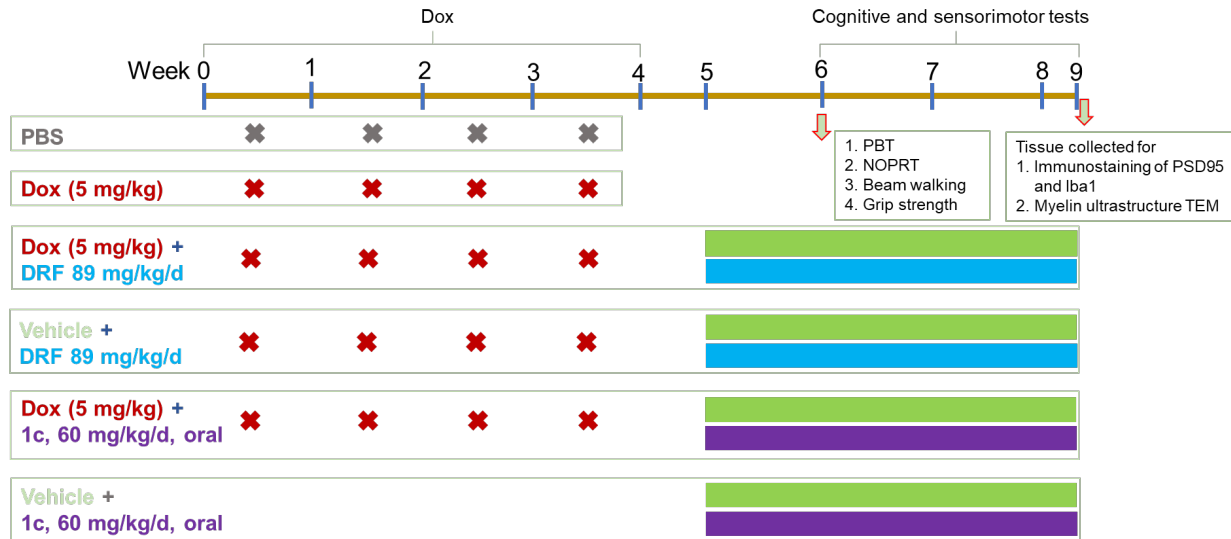 Dox
Cognitive and sensorimotor tests
Week 0 1 2 3 4 5 6 7 8 9
PBS
1. PBT
2. NOPRT
3. Beam walking
4. Grip strength
Tissue collected for
1. Immunostaining of PSD95
and Iba1
2. Myelin ultrastructure TEM
Dox (5 mg/kg)
Dox (5 mg/kg) +
DRF 89 mg/kg/d
Vehicle +
DRF 89 mg/kg/d
Dox (5 mg/kg) +
1c, 60 mg/kg/d, oral
Vehicle +
1c, 60 mg/kg/d, oral